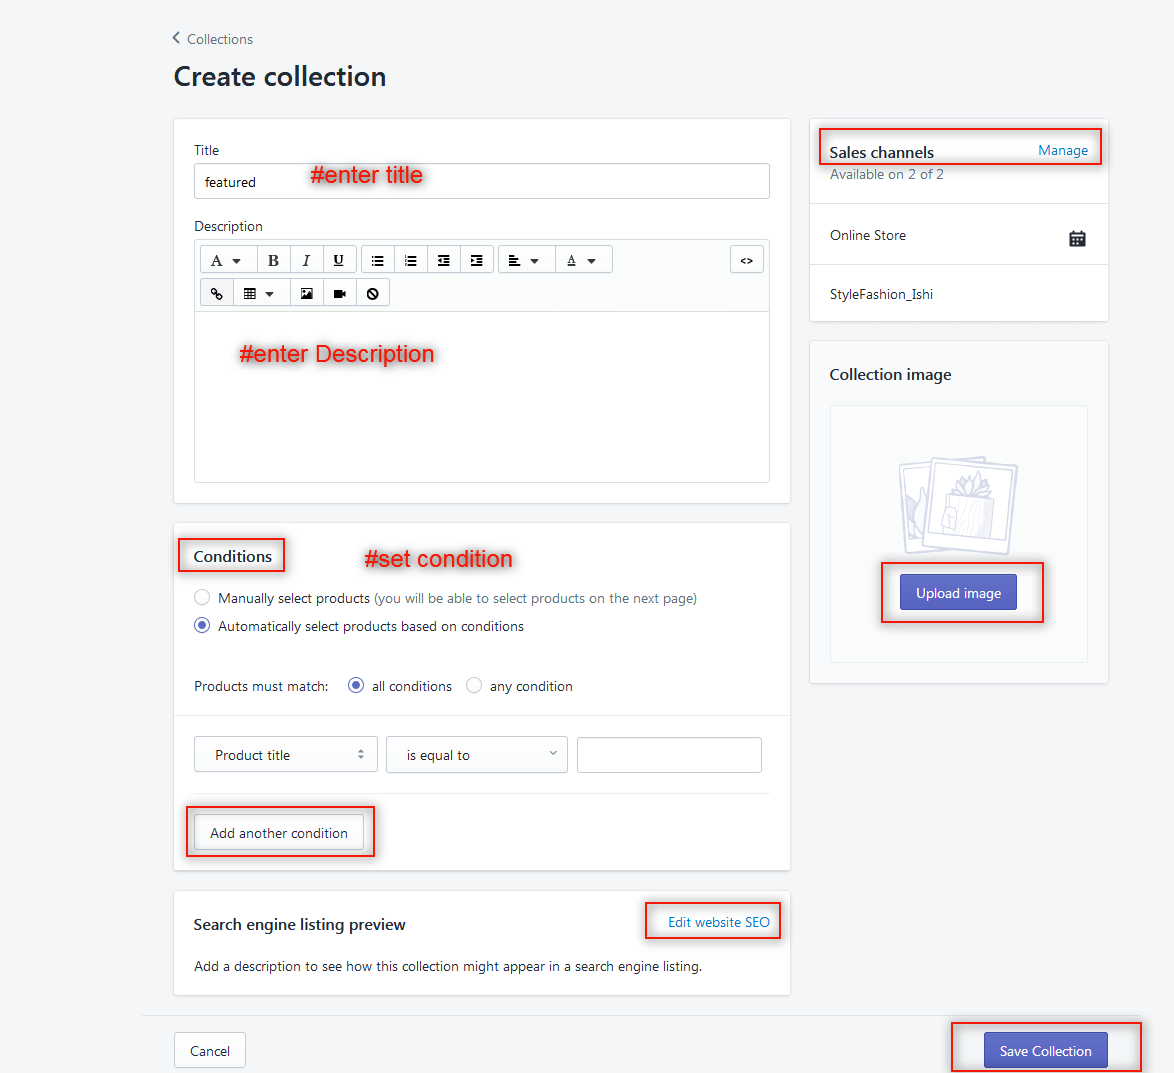 Collections
Create collection
Title
featured
#enter title
Description
A
B I U
A
<>
#enter Description
Conditions
#set condition
Manually select products (you will be able to select products on the next page)
Automatically select products based on conditions
Products must match: all conditions any condition
Product title is equal to
Add another condition
Search engine listing preview
Edit website SEO
Add a description to see how this collection might appear in a search engine listing.
Sales channels
Manage
Available on 2 of 2
Online Store
StyleFashion_Ishi
Collection image
Upload image
Cancel
Save Collection